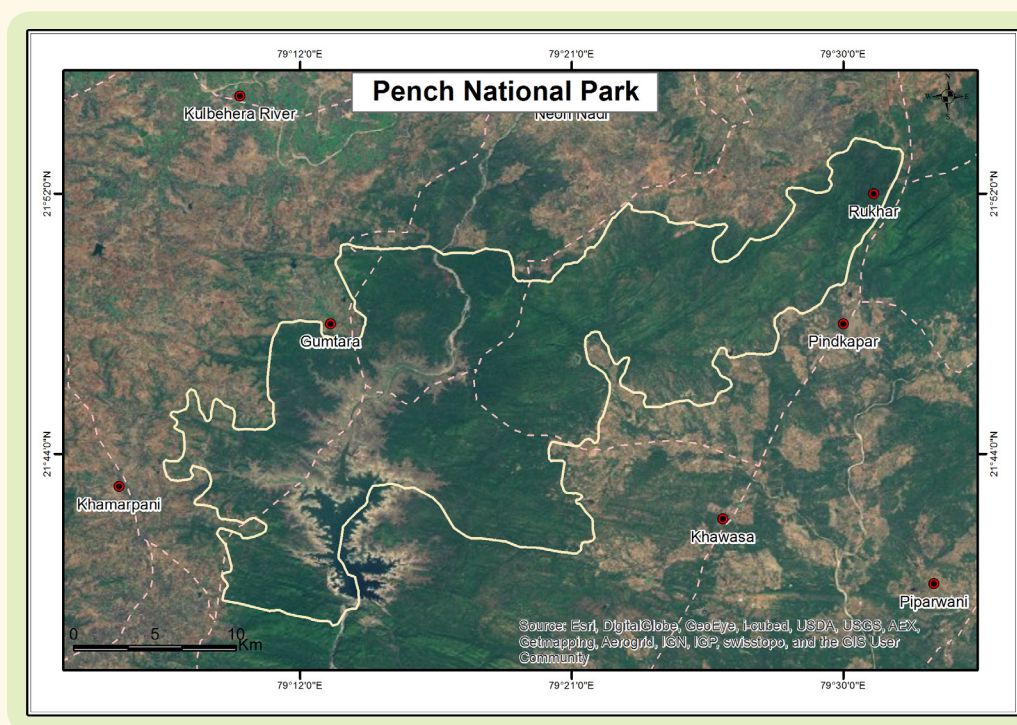 79°12'0"E
79°21'0"E
79°30'0"E
Pench National Park
Kulbehera River
Neori Nadi
21°52'0"N
21°52'0"N
Rukhar
Gumtara
Pindkapar
21°44'0"N
21°44'0"N
Khamarpani
Khawasa
Piparwani
0 5 10
Km
Source: Esri, DigitalGlobe, GeoEye, i-cubed, USDA, USGS, AEX,
Getmapping, Aerogrid, IGN, IGP, swisstopo, and the GIS User
Community
79°12'0"E
79°21'0"E
79°30'0"E